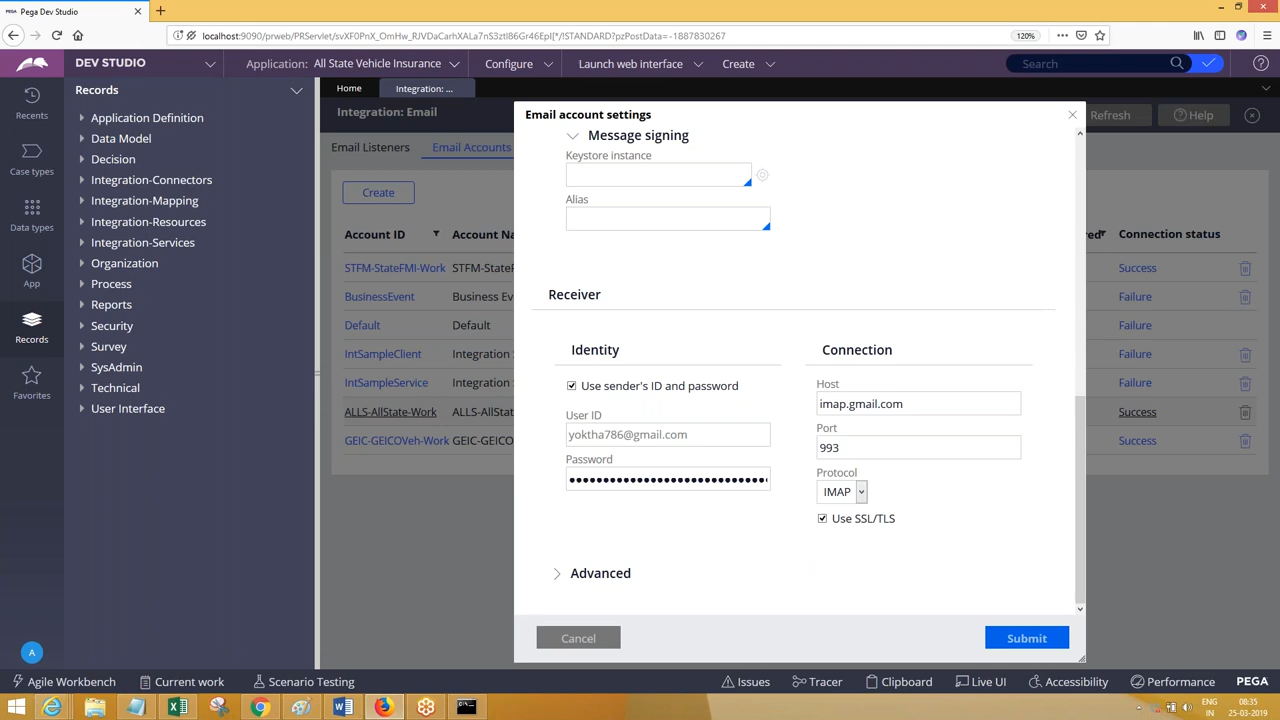 Pega Dev Studio
localhost:9090/prweb/PRServlet/svXF0PnX_OmHw_RJVDaCarhXALa7nS3ztI86Gr46EpI[*/!STANDARD?pzPostData=-1887830267
120%
DEV STUDIO
Application: All State Vehicle Insurance
Configure
Launch web interface
Create
Search
Recents
Case types
Data types
App
Records
Favorites
A
Records
Application Definition
Data Model
Decision
Integration-Connectors
Integration-Mapping
Integration-Resources
Integration-Services
Organization
Process
Reports
Security
Survey
SysAdmin
Technical
User Interface
Home
Integration: ...
Integration: Email
Refresh
Help
Email Listeners
Email Accounts
Create
Account ID
Account Na
Connection status
STFM-StateFMI-Work
STFM-StateF
Success
BusinessEvent
Business Ev
Failure
Default
Default
Failure
IntSampleClient
Integration
Failure
IntSampleService
Integration
Failure
ALLS-AllState-Work
ALLS-AllStat
Success
GEIC-GEICOVeh-Work
GEIC-GEICO
Success
Email account settings
Message signing
Keystore instance
Alias
Receiver
Identity
Use sender's ID and password
User ID
yoktha786@gmail.com
Password
Connection
Host
imap.gmail.com
Port
993
Protocol
IMAP
Use SSL/TLS
Advanced
Cancel
Submit
Agile Workbench
Current work
Scenario Testing
Issues
Tracer
Clipboard
Live UI
Accessibility
Performance
PEGA
ENG
IN
08:35
25-03-2019